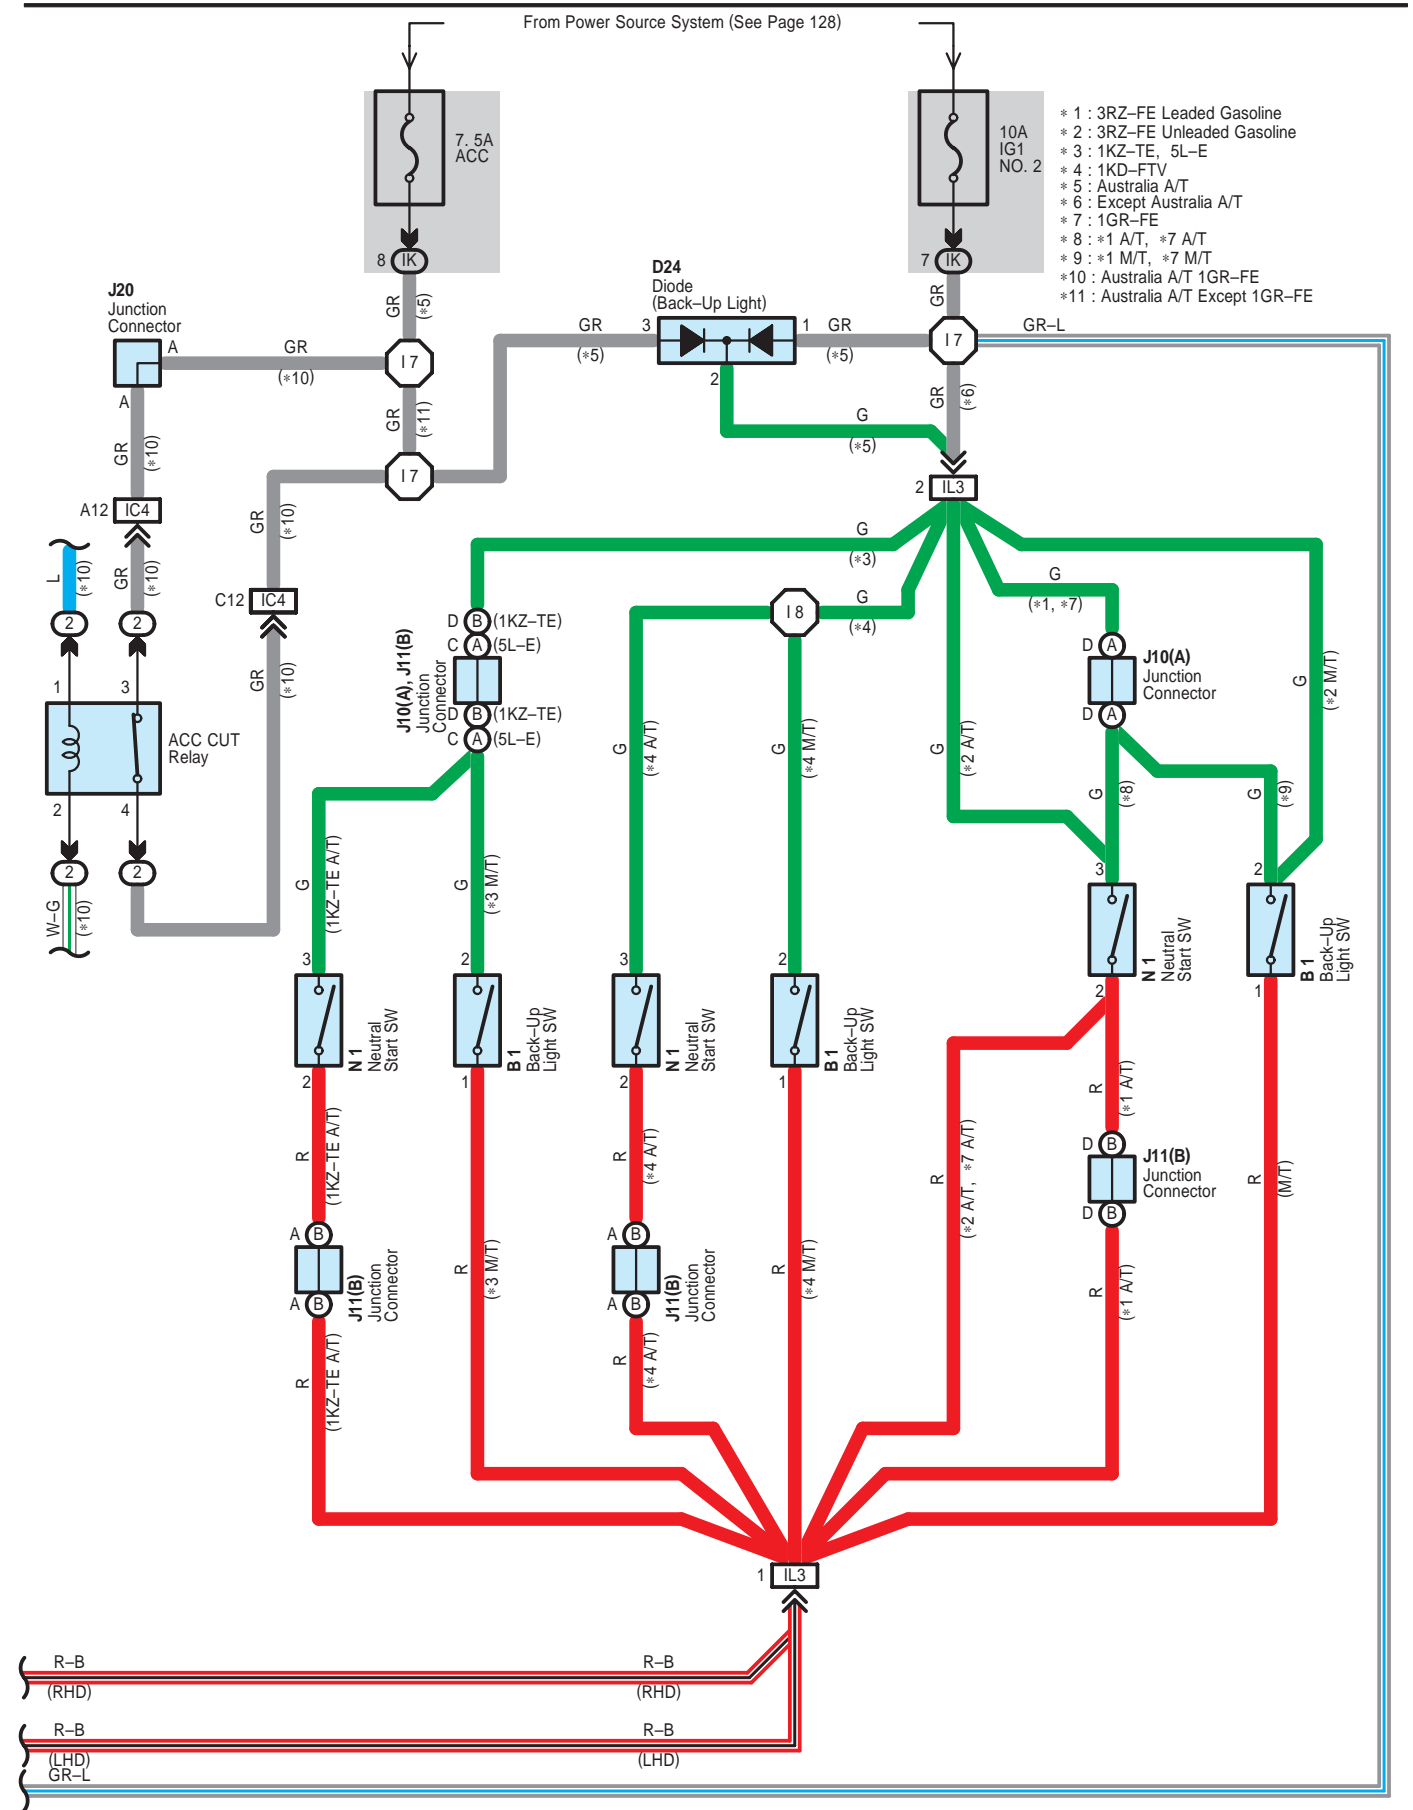 From Power Source System (See Page 128)
7. 5A
ACC
10A
IG1
NO. 2
* 1 : 3RZ–FE Leaded Gasoline
* 2 : 3RZ–FE Unleaded Gasoline
* 3 : 1KZ–TE, 5L–E
* 4 : 1KD–FTV
* 5 : Australia A/T
* 6 : Except Australia A/T
* 7 : 1GR–FE
* 8 : *1 A/T, *7 A/T
* 9 : *1 M/T, *7 M/T
*10 : Australia A/T 1GR–FE
*11 : Australia A/T Except 1GR–FE
8 IK
7 IK
D24
Diode
(Back–Up Light)
J20
Junction
Connector
GR
(*5)
GR
A
GR
(*10)
I 7
GR
(*5)
3
1
GR
(*5)
I 7
GR–L
2
A
GR
(*11)
GR
(*6)
G
(*5)
GR
(*10)
I 7
2 IL3
A12 IC4
GR
(*10)
L
(*10)
GR
(*10)
C12 IC4
G
(*3)
G
(*4)
G
(*1, *7)
2
2
I 8
D B (1KZ–TE)
C A (5L–E)
J10(A), J11(B)
Junction
Connector
D B (1KZ–TE)
C A (5L–E)
D A
J10(A)
Junction
Connector
D A
GR
(*10)
G
(*2 M/T)
1
3
ACC CUT
Relay
2
4
G
(*4 A/T)
G
(*4 M/T)
G
(*2 A/T)
G
(*8)
G
(*9)
2
2
W–G
(*10)
G
(1KZ–TE A/T)
G
(*3 M/T)
3
2
N 1
Neutral
Start SW
B 1
Back–Up
Light SW
2
1
3
N 1
Neutral
Start SW
2
2
B 1
Back–Up
Light SW
1
3
N 1
Neutral
Start SW
2
2
B 1
Back–Up
Light SW
1
R
(1KZ–TE A/T)
R
(*4 A/T)
R
(*2 A/T, *7 A/T)
R
(*1 A/T)
R
(M/T)
D B
J11(B)
Junction
Connector
D B
A B
J11(B)
Junction
Connector
A B
R
(*3 M/T)
A B
J11(B)
Junction
Connector
A B
R
(*4 M/T)
R
(*1 A/T)
R
(1KZ–TE A/T)
R
(*4 A/T)
1 IL3
R–B
(RHD)
R–B
(RHD)
R–B
(LHD)
R–B
(LHD)
GR–L